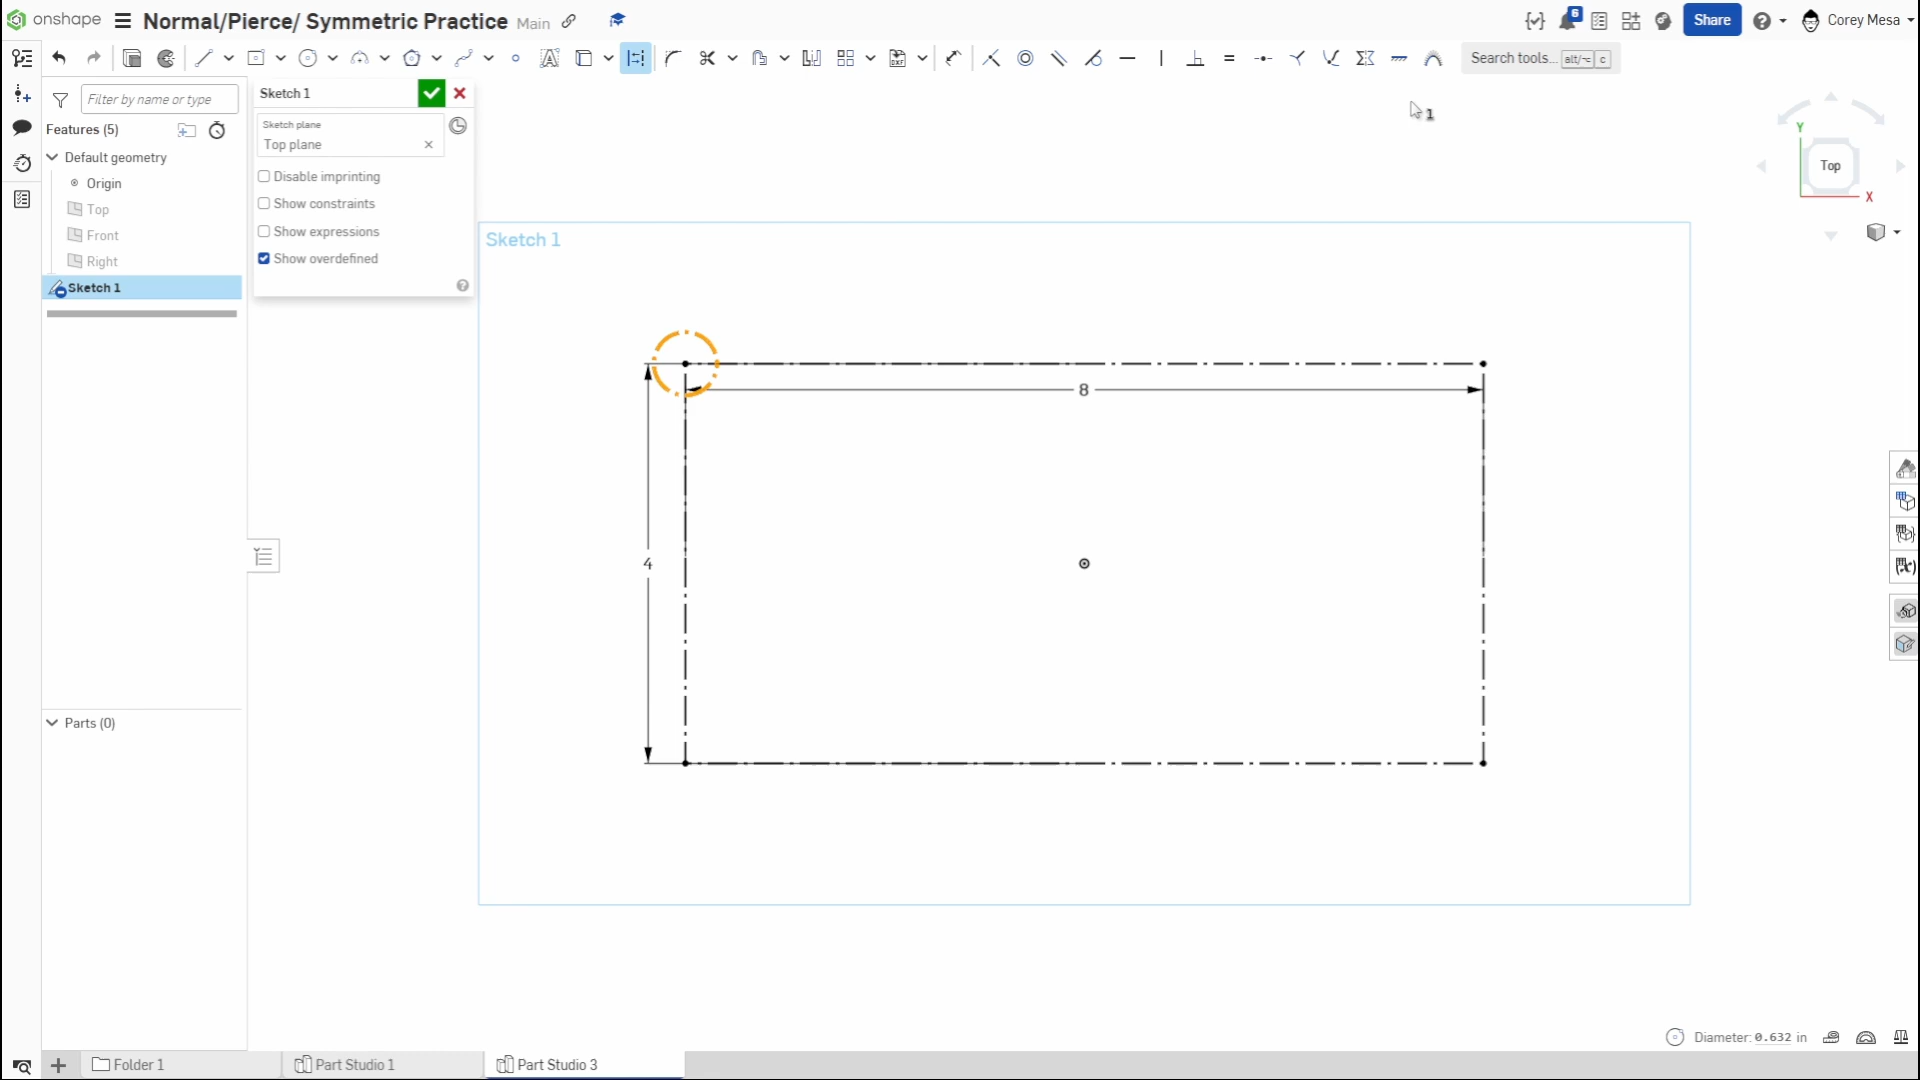 onshape Normal/Pierce/ Symmetric Practice Main
6
Share
Corey Mesa
Search tools... alt/⌥ c
Filter by name or type
Features (5)
Default geometry
Origin
Top
Front
Right
Sketch 1
Parts (0)
Sketch 1
Sketch plane
Top plane
Disable imprinting
Show constraints
Show expressions
Show overdefined
1
Sketch 1
8
4
Y
Top
X
Diameter: 0.632 in
Folder 1
Part Studio 1
Part Studio 3